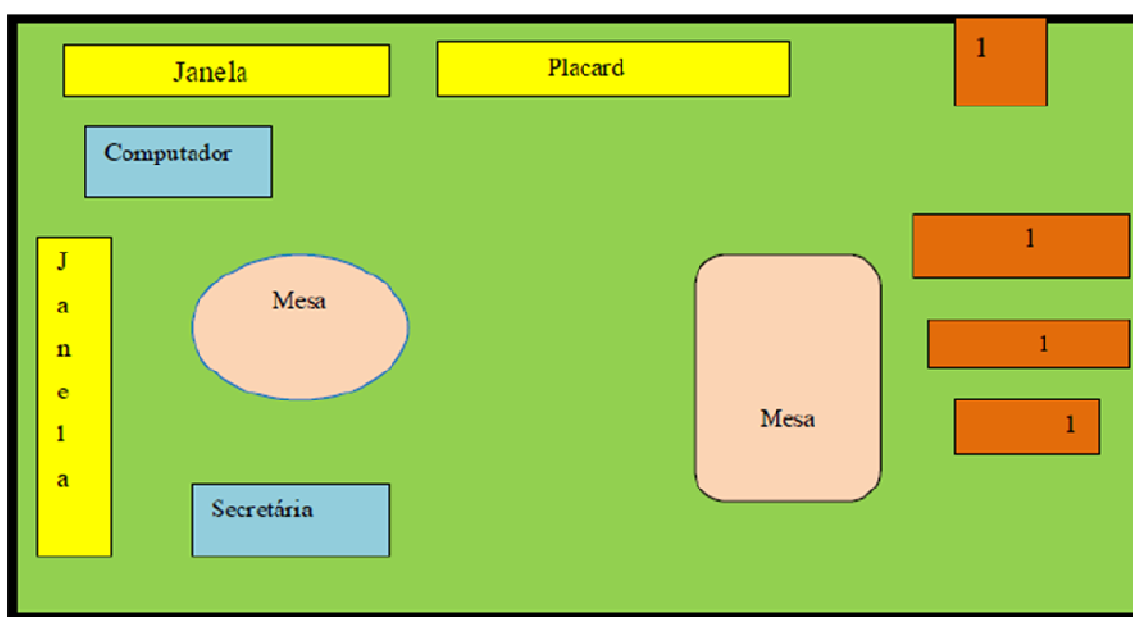 Janela
Placard
1
Computador
1
J
a
n
e
l
a
Mesa
1
1
Mesa
Secretária